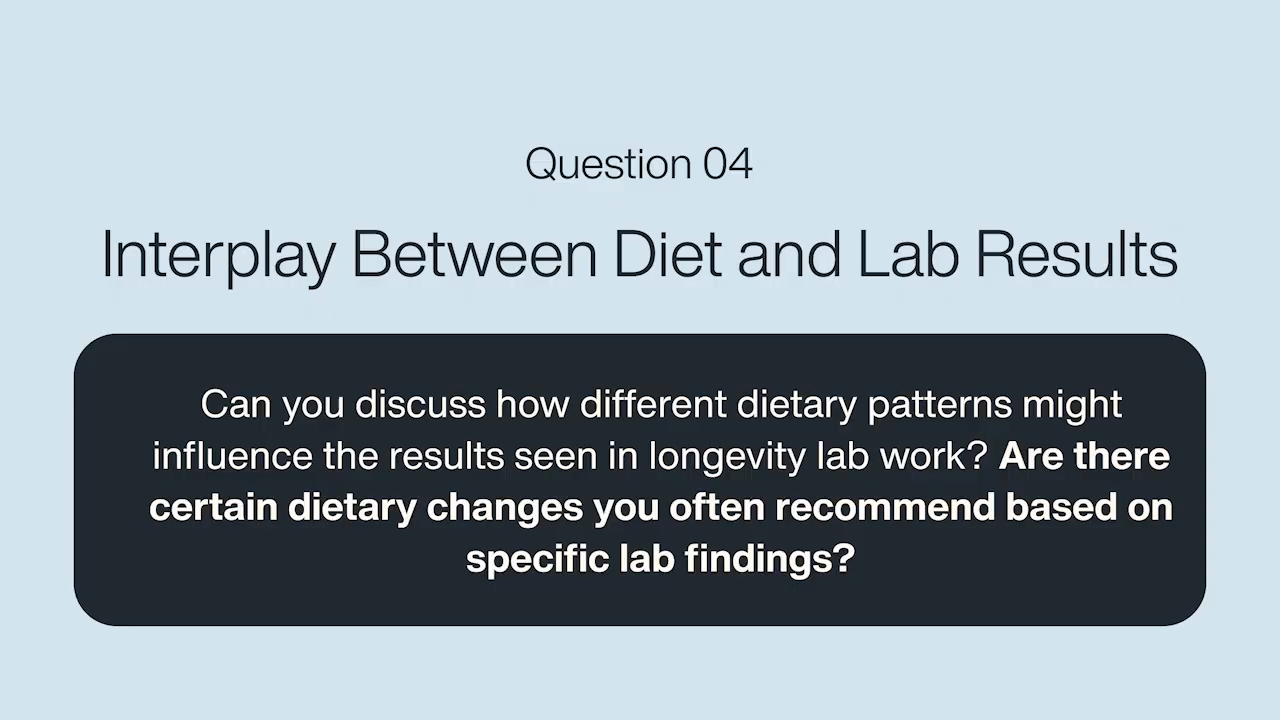 Question 04
Interplay Between Diet and Lab Results
Can you discuss how different dietary patterns might
influence the results seen in longevity lab work? Are there
certain dietary changes you often recommend based on
specific lab findings?